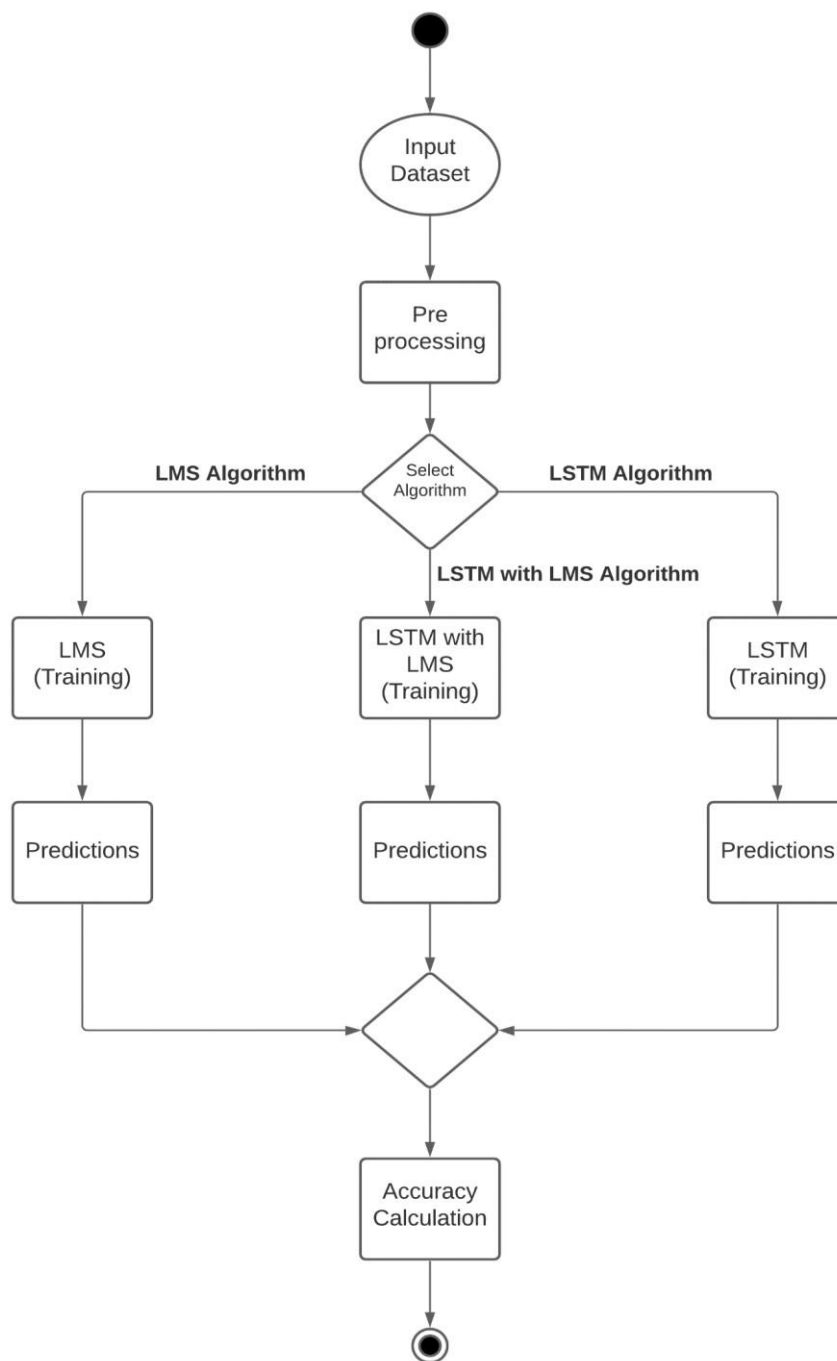 Input
Dataset
Pre
processing
LMS Algorithm
Select
Algorithm
LSTM Algorithm
LSTM with LMS Algorithm
LMS
(Training)
LSTM with
LMS
(Training)
LSTM
(Training)
Predictions
Predictions
Predictions
Accuracy
Calculation